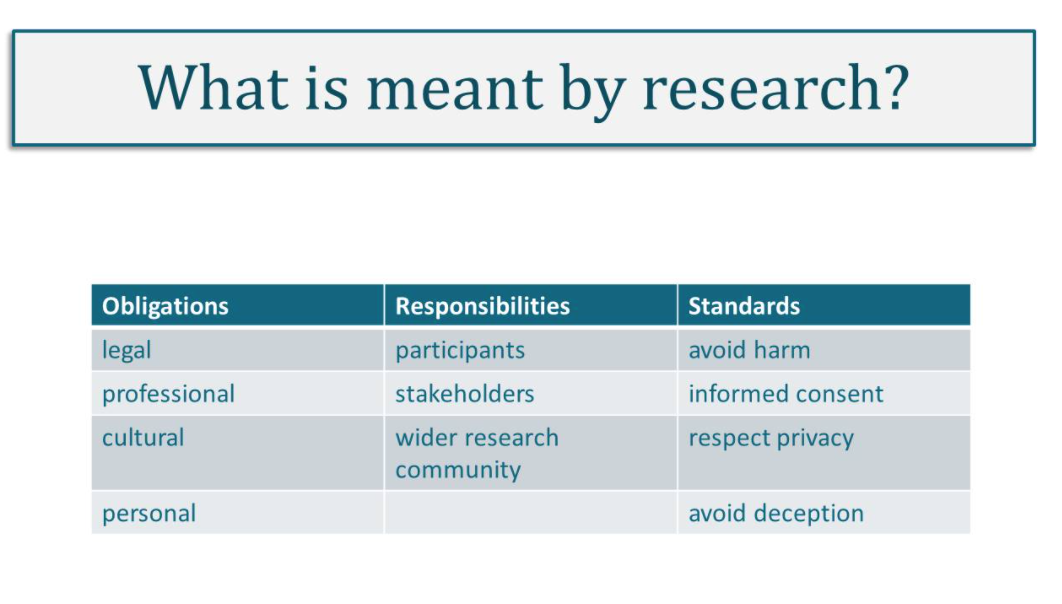 What is meant by research?
Obligations Responsibilities Standards
legal participants avoid harm
professional stakeholders informed consent
cultural wider research respect privacy
community
personal avoid deception